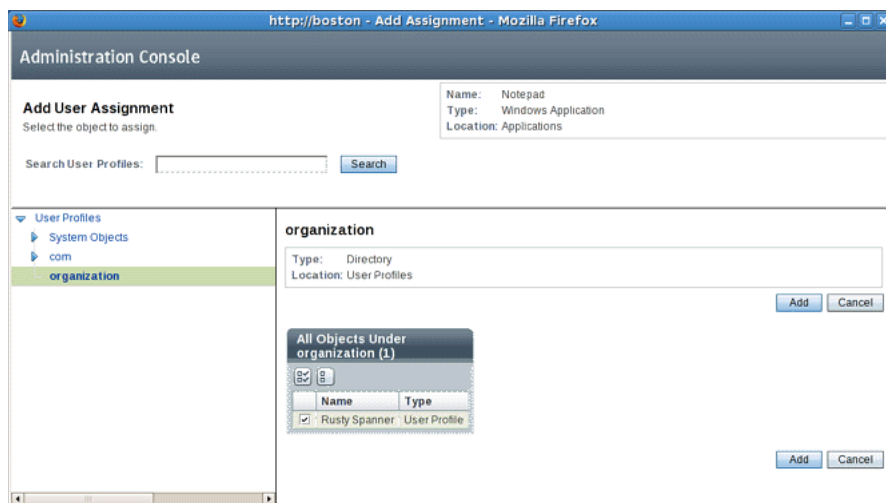 http://boston - Add Assignment - Mozilla Firefox
Administration Console
Add User Assignment
Select the object to assign.
Name: Notepad
Type: Windows Application
Location: Applications
Search User Profiles: Search
User Profiles
System Objects
com
organization
organization
Type: Directory
Location: User Profiles
Add Cancel
All Objects Under
organization (1)
Name Type
Rusty Spanner User Profile
Add Cancel